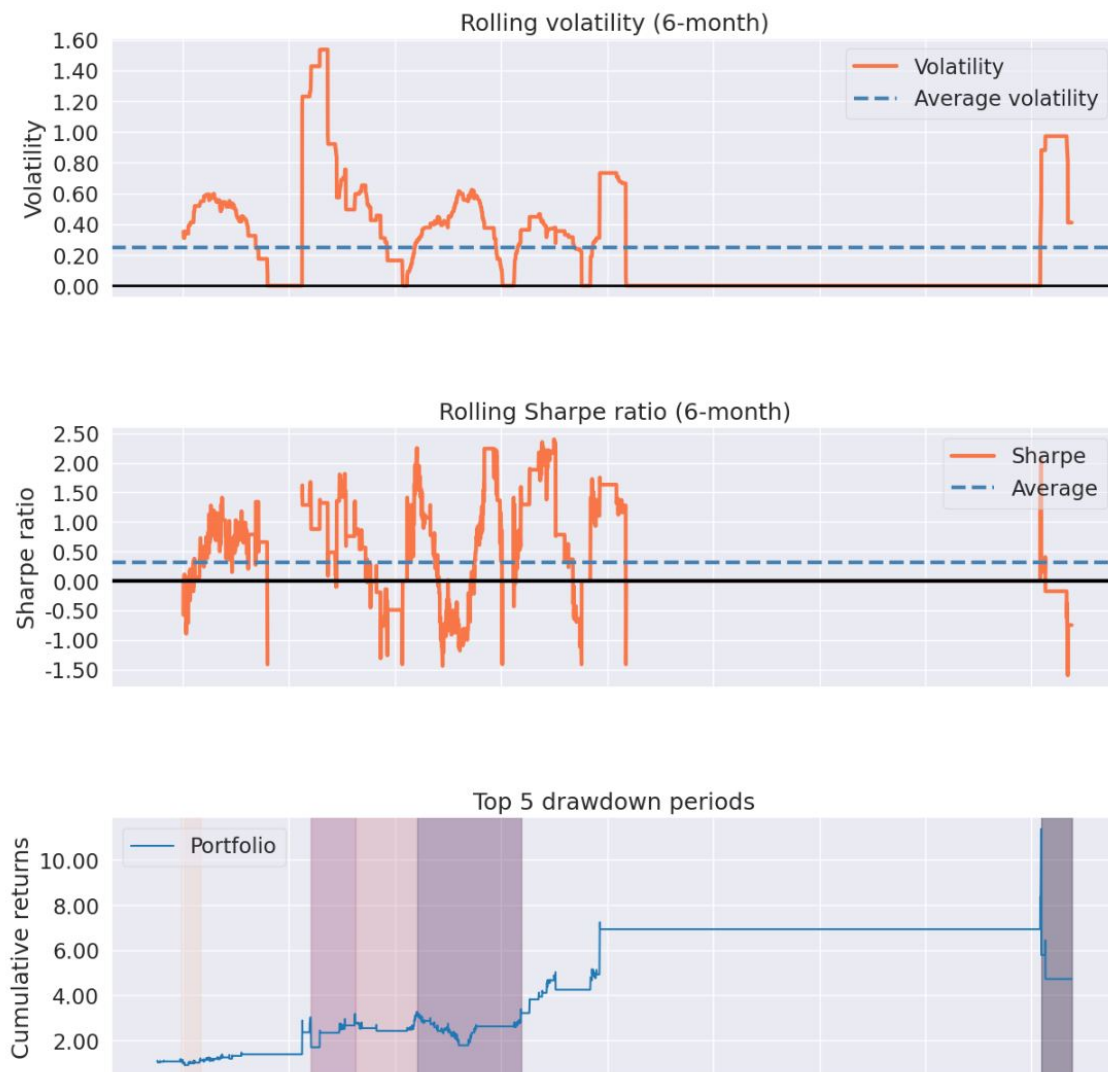 Rolling volatility (6-month)
1.60
1.40
1.20
1.00
0.80
0.60
0.40
0.20
0.00
Volatility
Volatility
Average volatility
Rolling Sharpe ratio (6-month)
2.50
2.00
1.50
1.00
0.50
0.00
-0.50
-1.00
-1.50
Sharpe ratio
Sharpe
Average
Top 5 drawdown periods
10.00
8.00
6.00
4.00
2.00
Cumulative returns
Portfolio